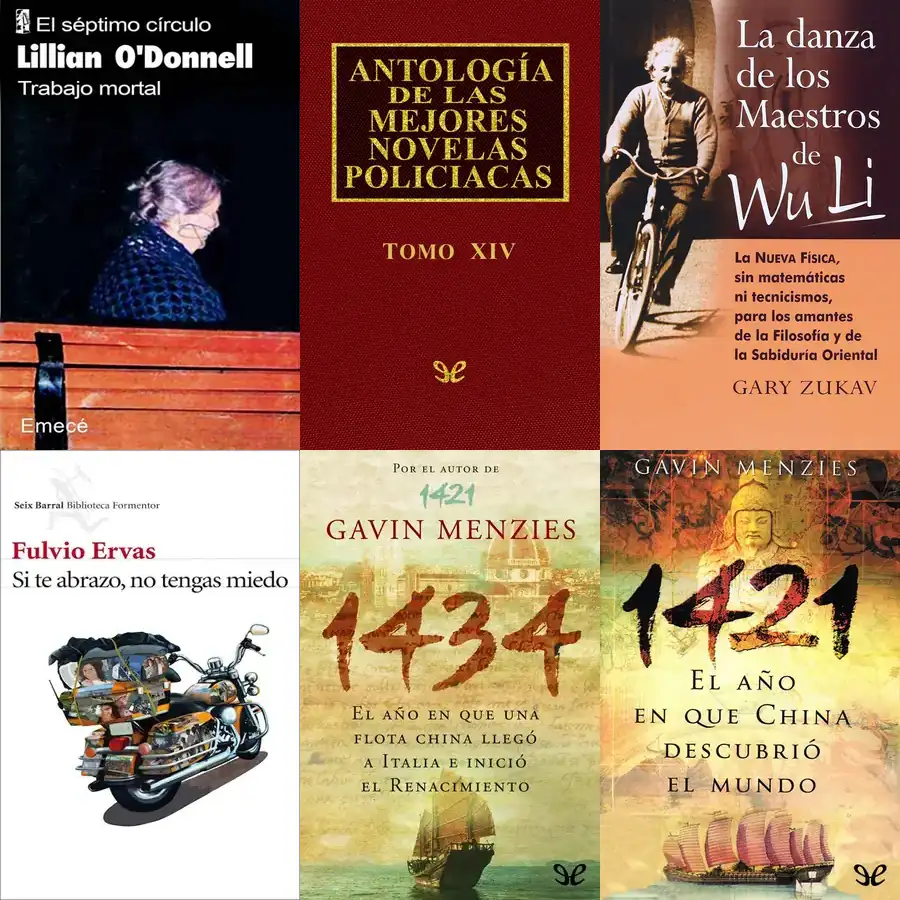 El séptimo círculo
Lillian O'Donnell
Trabajo mortal
Emecé
ANTOLOGÍA
DE LAS
MEJORES
NOVELAS
POLICIACAS
TOMO XIV
La danza
de los
Maestros
de
Wu Li
La NUEVA FÍSICA,
sin matemáticas
ni tecnicismos,
para los amantes
de la Filosofía y de
la Sabiduría Oriental
GARY ZUKAV
Seix Barral Biblioteca Formentor
Fulvio Ervas
Si te abrazo, no tengas miedo
POR EL AUTOR DE
1421
GAVIN MENZIES
1434
EL AÑO EN QUE UNA
FLOTA CHINA LLEGÓ
A ITALIA E INICIÓ
EL RENACIMIENTO
GAVIN MENZIES
1421
EL AÑO
EN QUE CHINA
DESCUBRIÓ
EL MUNDO